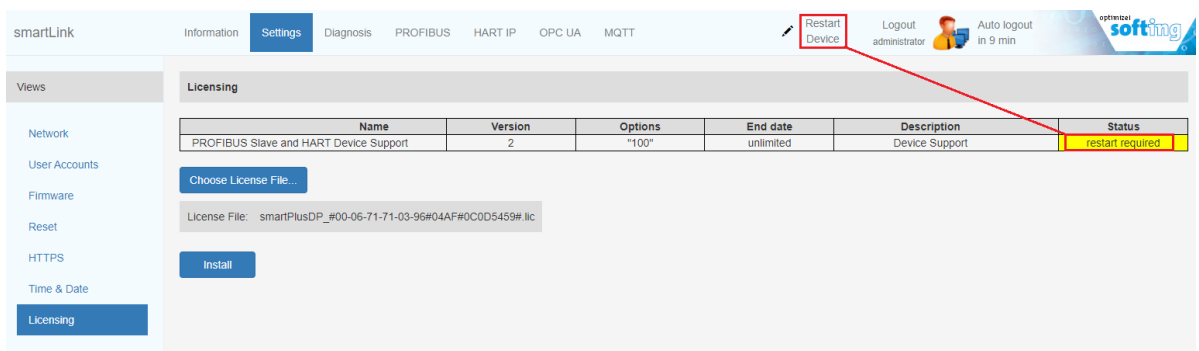 smartLink
Information Settings Diagnosis PROFIBUS HART IP OPC UA MQTT
Restart
Device
Logout
administrator
Auto logout
in 9 min
optimize!
softing
Views
Network
User Accounts
Firmware
Reset
HTTPS
Time & Date
Licensing
Licensing
Name Version Options End date Description Status
PROFIBUS Slave and HART Device Support 2 "100" unlimited Device Support restart required
Choose License File...
License File: smartPlusDP_#00-06-71-71-03-96#04AF#0C0D5459#.lic
Install